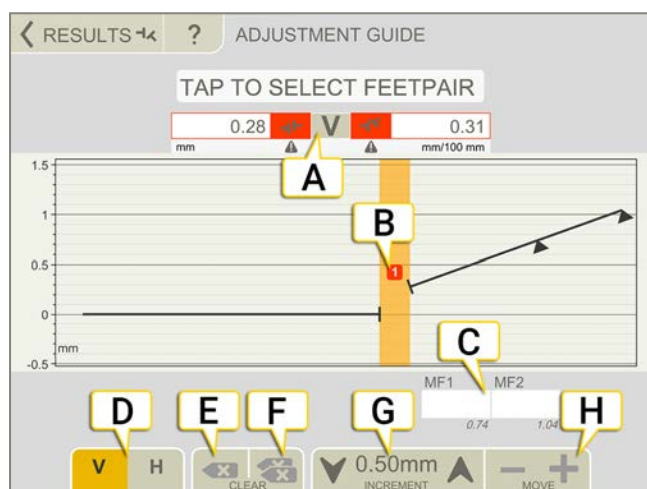 RESULTS ? ADJUSTMENT GUIDE
TAP TO SELECT FEETPAIR
0.28 V 0.31
mm mm/100 mm
A
1.5
1
B
0.5
1
0
C
mm
-0.5
MF1 MF2
0.74 1.04
D E F G H
V H 0.50mm
CLEAR INCREMENT MOVE